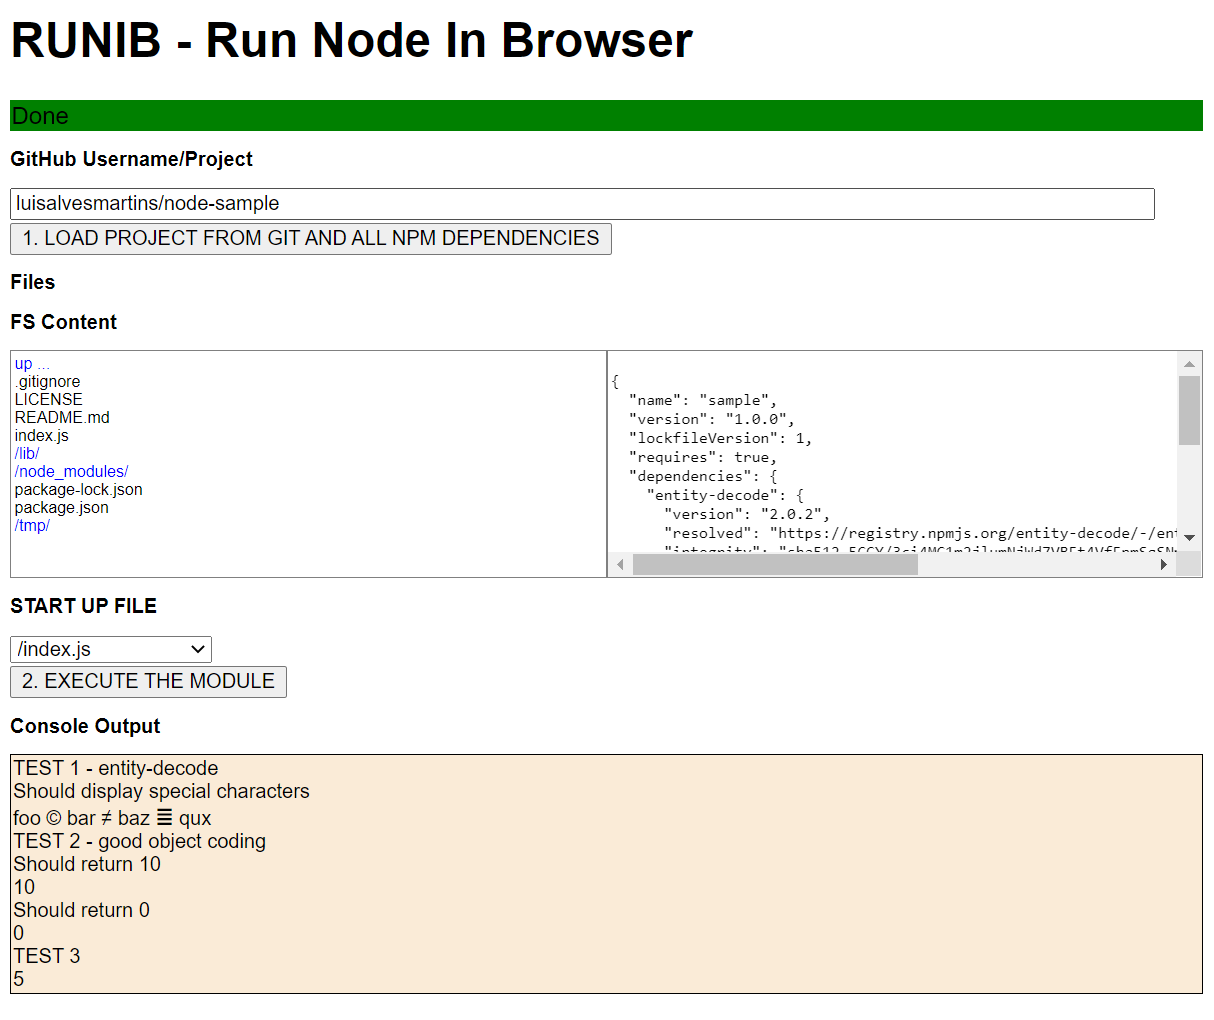 RUNIB - Run Node In Browser
Done
GitHub Username/Project
luisalvesmartins/node-sample
1. LOAD PROJECT FROM GIT AND ALL NPM DEPENDENCIES
Files
FS Content
up ...
.gitignore
LICENSE
README.md
index.js
/lib/
/node_modules/
package-lock.json
package.json
/tmp/
{
"name": "sample",
"version": "1.0.0",
"lockfileVersion": 1,
"requires": true,
"dependencies": {
"entity-decode": {
"version": "2.0.2",
"resolved": "https://registry.npmjs.org/entity-decode/-/ent
"integrity":
START UP FILE
/index.js
2. EXECUTE THE MODULE
Console Output
TEST 1 - entity-decode
Should display special characters
foo © bar ≠ baz 𝌆 qux
TEST 2 - good object coding
Should return 10
10
Should return 0
0
TEST 3
5